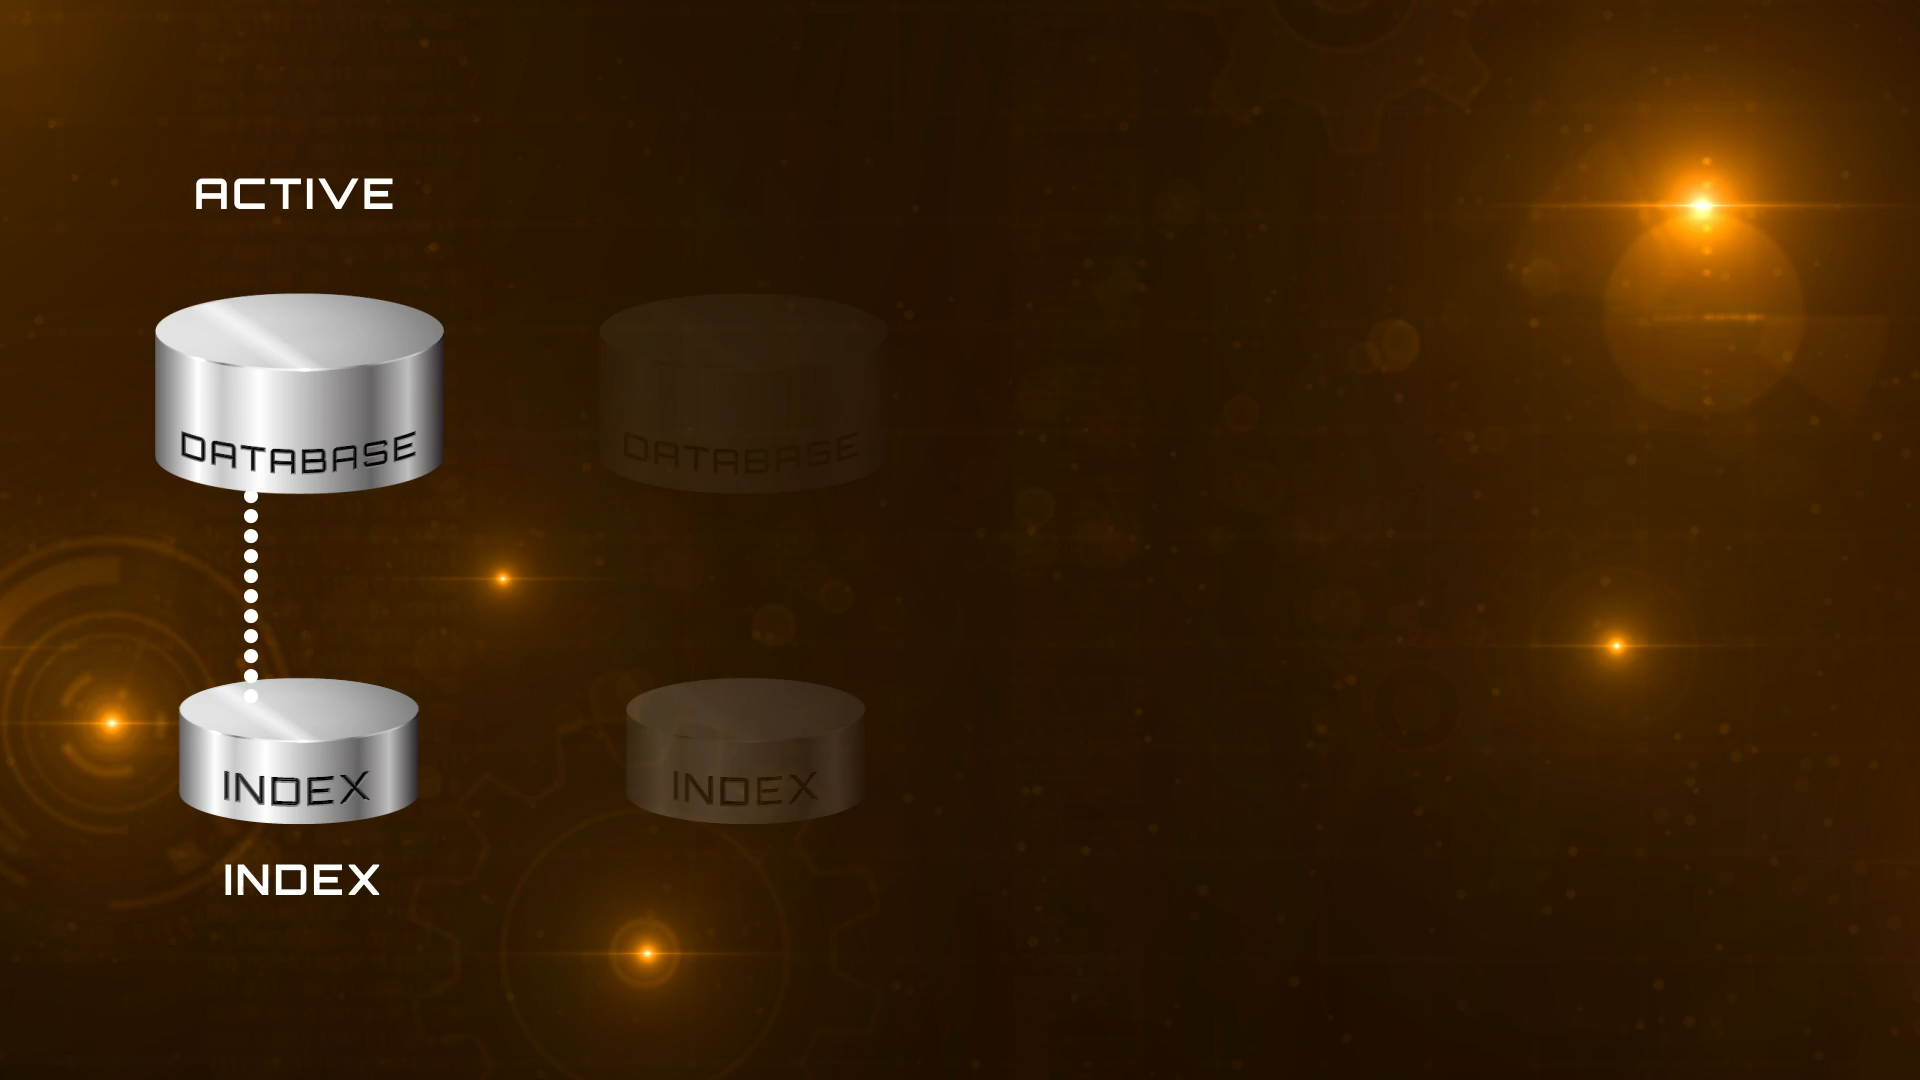 ACTIVE
DATABASE
DATABASE
INDEX
INDEX
INDEX